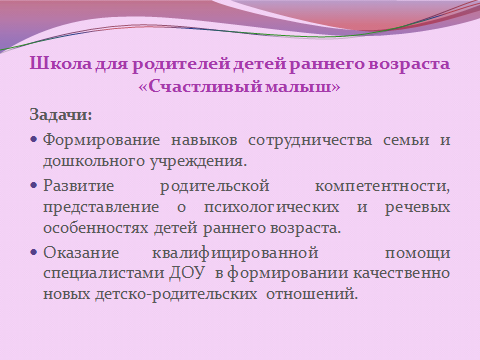 Школа для родителей детей раннего возраста
«Счастливый малыш»
Задачи:
• Формирование навыков сотрудничества семьи и
дошкольного учреждения.
• Развитие родительской компетентности,
представление о психологических и речевых
особенностях детей раннего возраста.
• Оказание квалифицированной помощи
специалистами ДОУ в формировании качественно
новых детско-родительских отношений.